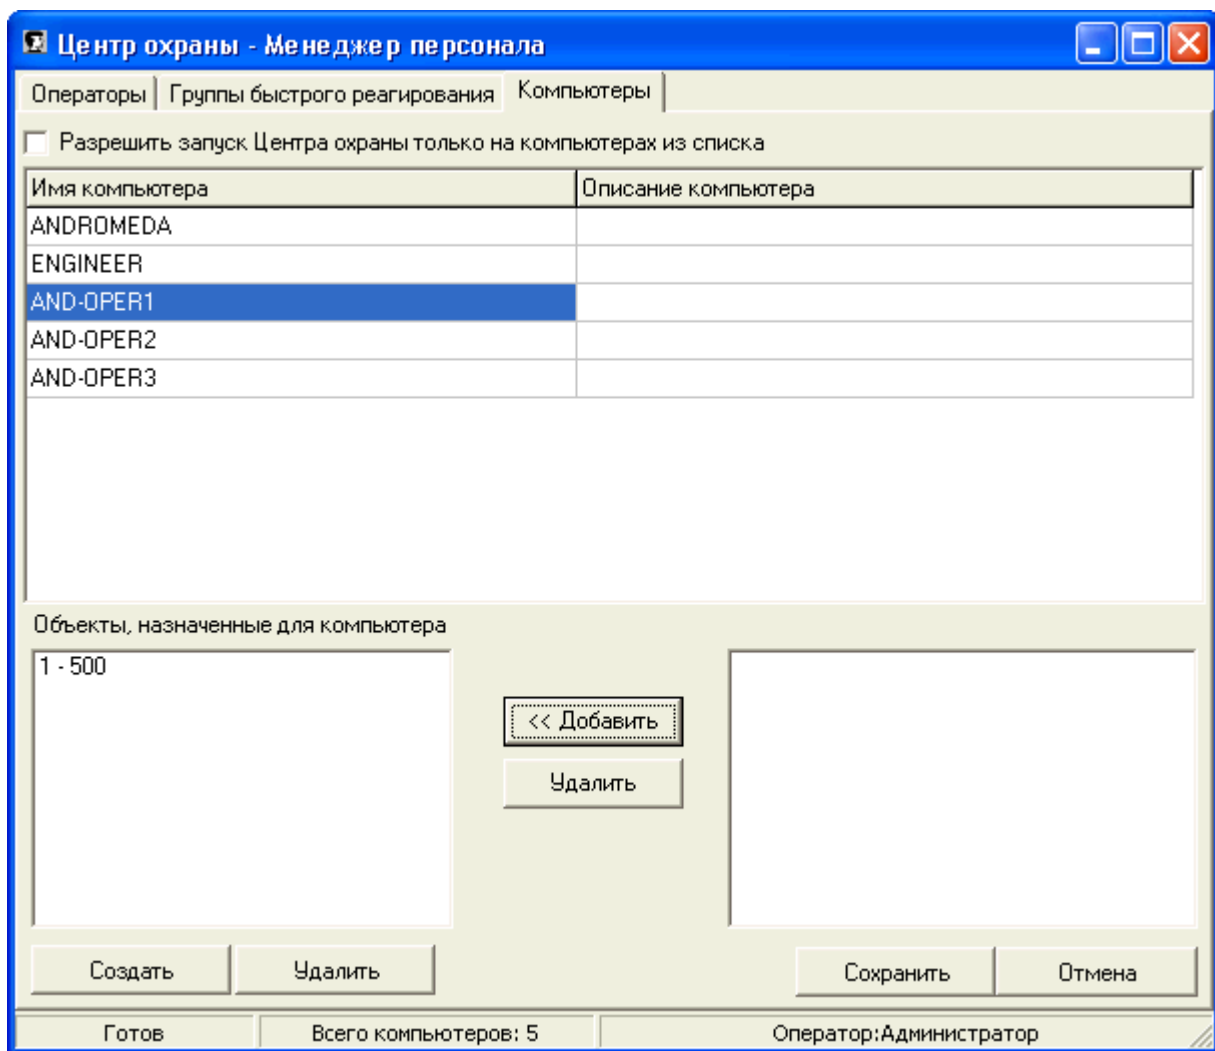 Центр охраны - Менеджер персонала
Операторы Группы быстрого реагирования Компьютеры
Разрешить запуск Центра охраны только на компьютерах из списка
Имя компьютера Описание компьютера
ANDROMEDA
ENGINEER
AND-OPER1
AND-OPER2
AND-OPER3
Объекты, назначенные для компьютера
1 - 500
<< Добавить
Удалить
Создать Удалить Сохранить Отмена
Готов Всего компьютеров: 5 Оператор:Администратор